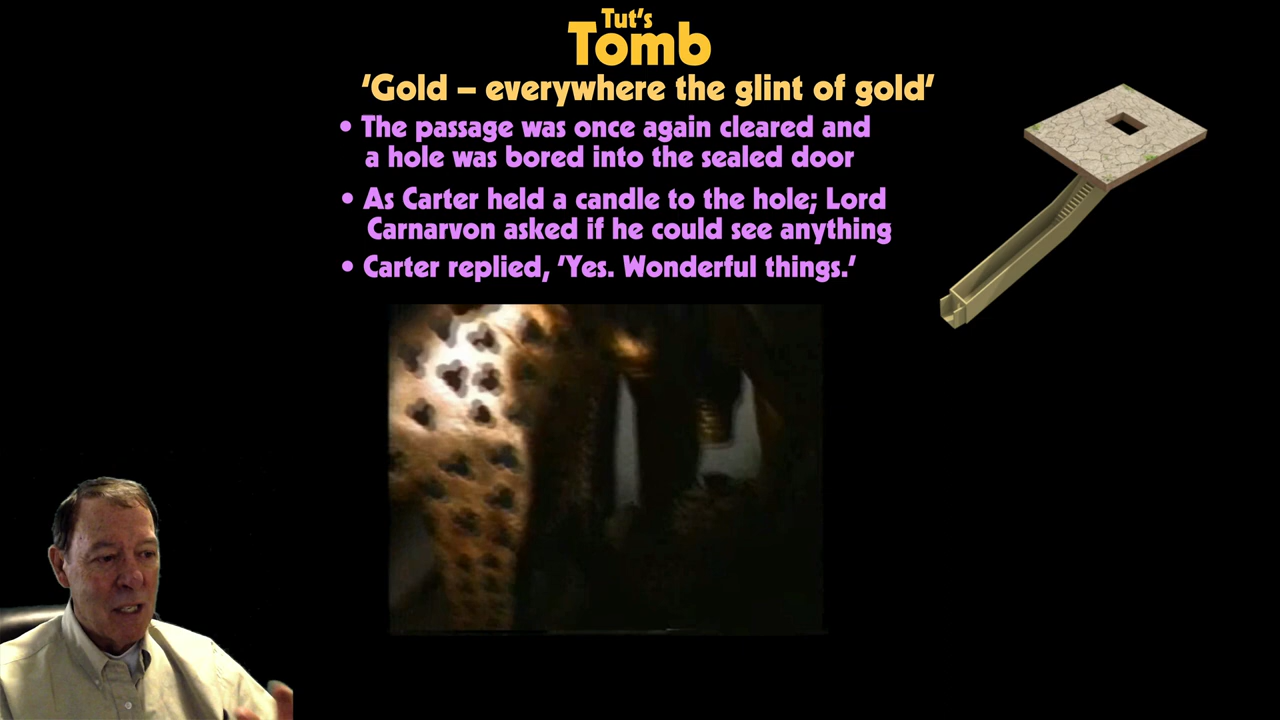 Tut's
Tomb
'Gold – everywhere the glint of gold'
• The passage was once again cleared and
a hole was bored into the sealed door
• As Carter held a candle to the hole; Lord
Carnarvon asked if he could see anything
• Carter replied, 'Yes. Wonderful things.'